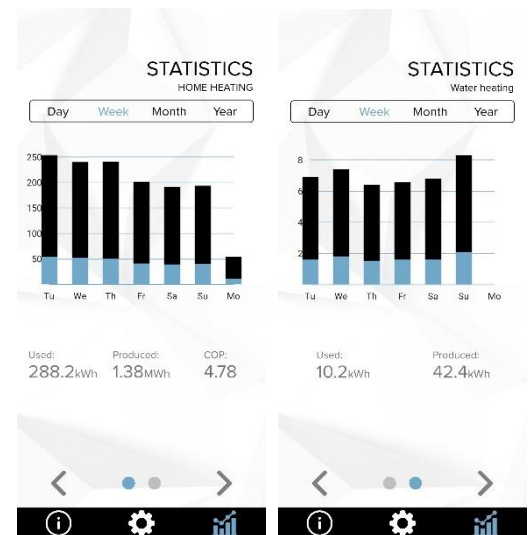 STATISTICS
HOME HEATING
Day Week Month Year
250
200
150
100
50
Tu We Th Fr Sa Su Mo
Used: Produced: COP:
288.2kWh 1.38MWh 4.78
STATISTICS
Water heating
Day Week Month Year
8
6
4
2
Tu We Th Fr Sa Su Mo
Used: Produced:
10.2kWh 42.4kWh